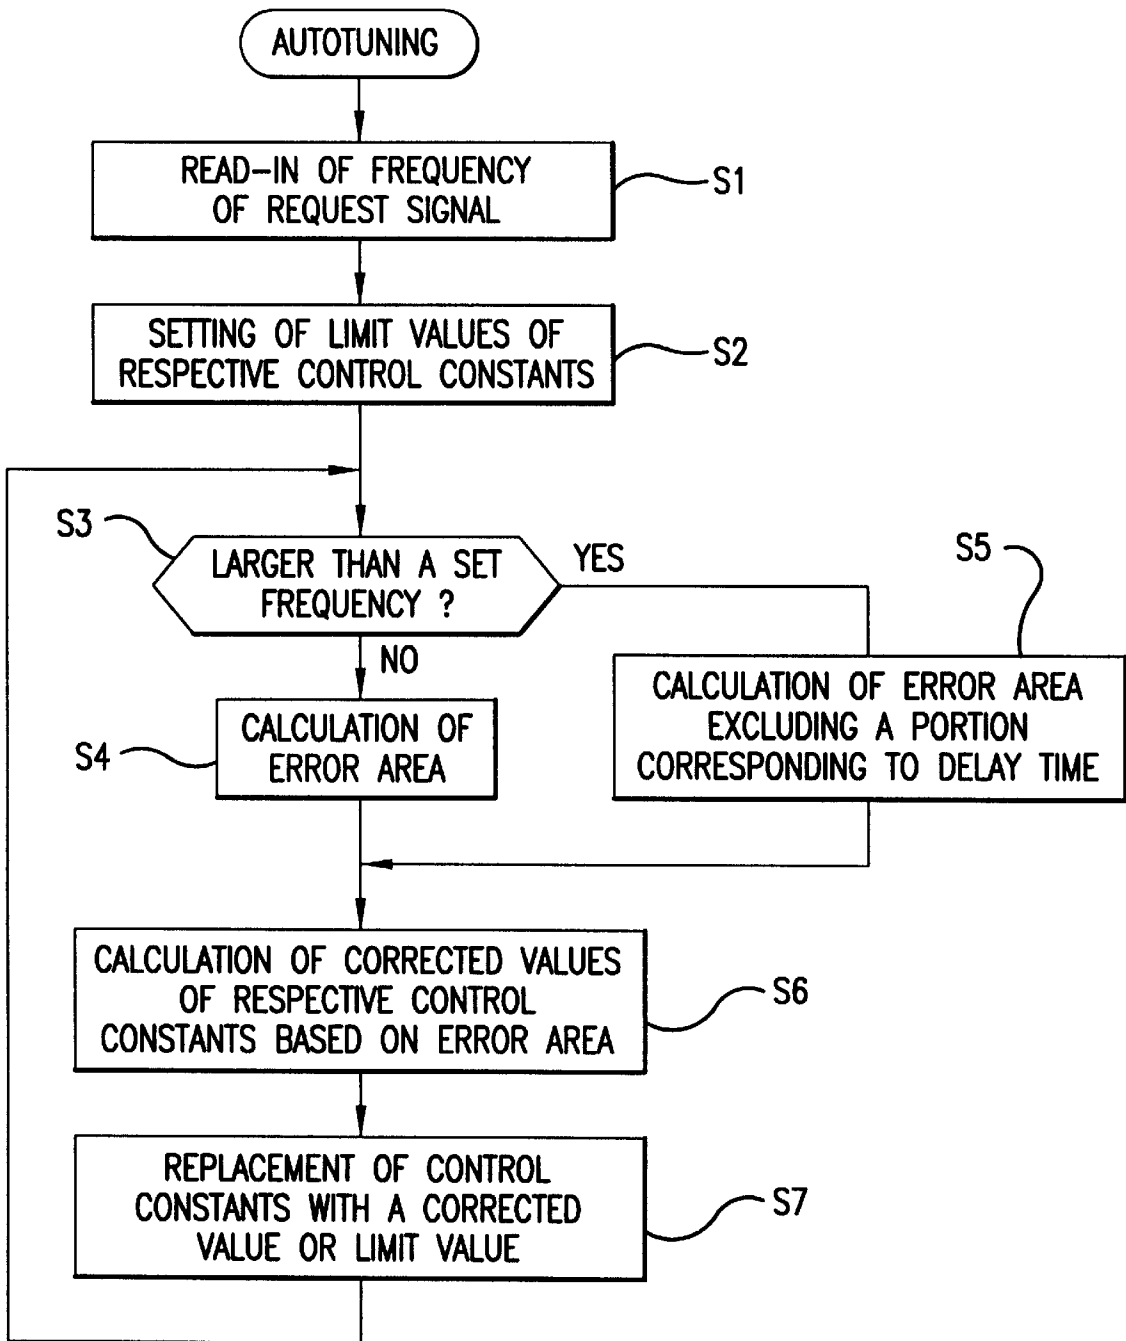 AUTOTUNING
READ-IN OF FREQUENCY
OF REQUEST SIGNAL
S1
SETTING OF LIMIT VALUES OF
RESPECTIVE CONTROL CONSTANTS
S2
S3
LARGER THAN A SET
FREQUENCY ?
YES
NO
S5
CALCULATION OF ERROR AREA
EXCLUDING A PORTION
CORRESPONDING TO DELAY TIME
S4
CALCULATION OF
ERROR AREA
CALCULATION OF CORRECTED VALUES
OF RESPECTIVE CONTROL
CONSTANTS BASED ON ERROR AREA
S6
REPLACEMENT OF CONTROL
CONSTANTS WITH A CORRECTED
VALUE OR LIMIT VALUE
S7